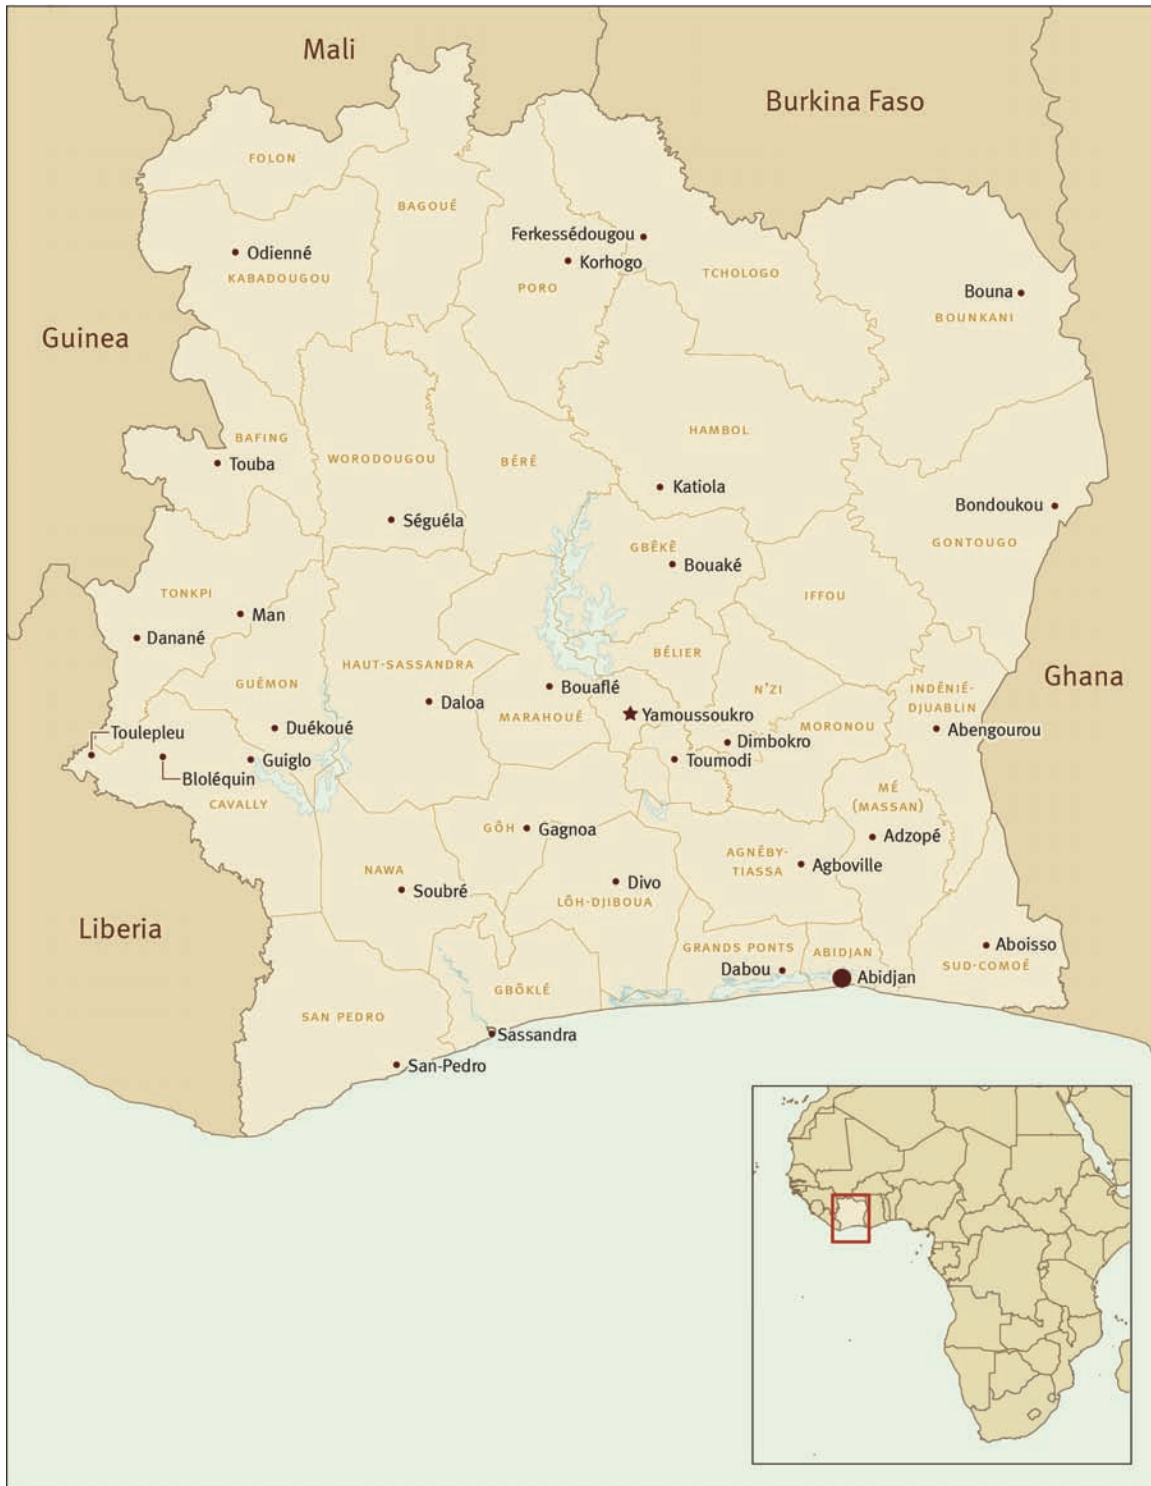 Mali
Burkina Faso
FOLON
BAGOUÉ
Ferkessédougou
Odienné
Korhogo
KABADOUGOU
PORO
TCHOLOGO
Bouna
BOUNKANI
Guinea
BAFING
HAMBOL
Touba
WORODOUGOU
BÉRÉ
Katiola
Bondoukou
Séguéla
GONTOUGO
GBÊKÊ
Bouaké
TONKPI
IFFOU
Man
Danané
BÉLIER
HAUT-SASSANDRA
Ghana
GUÉMON
Bouaflé
N'ZI
INDÉNIÉ-
DJUABLIN
Daloa
MARAHOUÉ
Yamoussoukro
MORONOU
Abengourou
Toulepleu
Duékoué
Dimbokro
Guiglo
Toumodi
Bloléquin
CAVALLY
MÉ
(MASSAN)
GÔH
Gagnoa
Adzopé
AGNÉBY-
TIASSA
Agboville
NAWA
Soubré
Divo
LÔH-DJIBOUA
Liberia
GRANDS PONTS
ABIDJAN
Aboisso
SUD-COMOÉ
Dabou
Abidjan
GBÔKLÉ
SAN PEDRO
Sassandra
San-Pedro